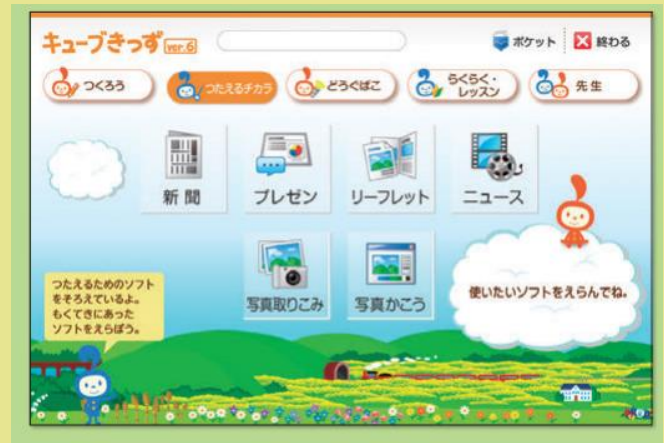 キューブきっず ver.6
ポケット
終わる
つくろう
つたえるチカラ
どうぐばこ
らくらく・
レッスン
先生
新聞
プレゼン
リーフレット
ニュース
写真取りこみ
写真かこう
つたえるためのソフト
をそろえているよ。
もくてきにあった
ソフトをえらぼう。
使いたいソフトをえらんでね。